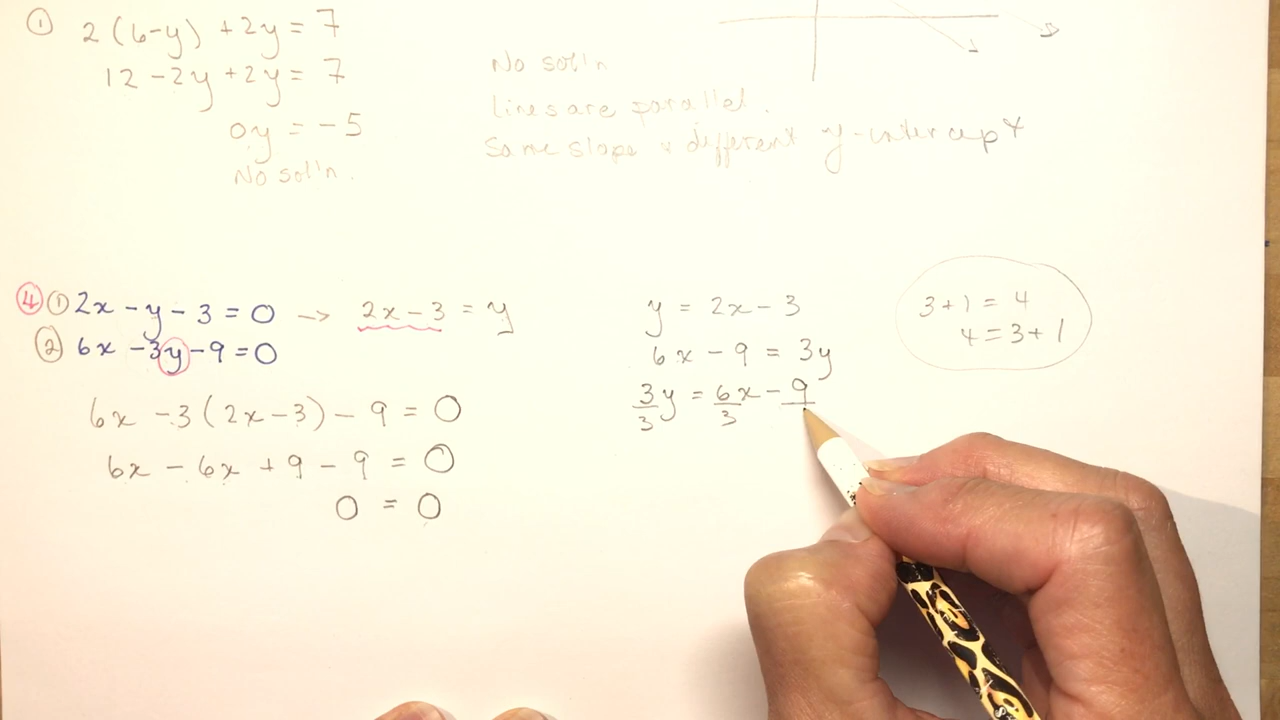 ① 2(6-y) + 2y = 7
12 - 2y + 2y = 7
0y = -5
No sol'n.
No sol'n
lines are parallel.
Same slope & different y-intercept
④ ① 2x - y - 3 = 0 → 2x - 3 = y
② 6x - 3y - 9 = 0
6x - 3(2x - 3) - 9 = 0
6x - 6x + 9 - 9 = 0
0 = 0
y = 2x - 3
6x - 9 = 3y
3y/3 = 6x/3 - 9/
3 + 1 = 4
4 = 3 + 1